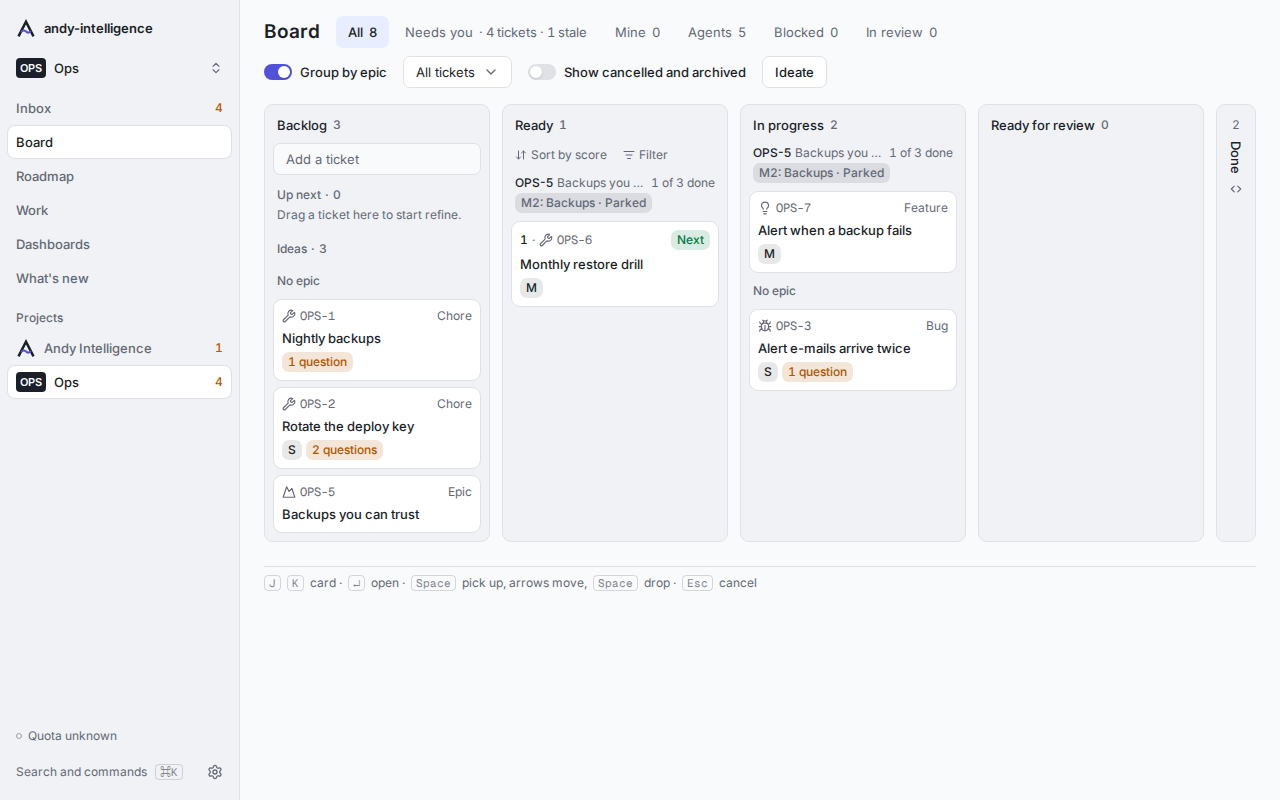 andy-intelligence
OPS Ops
Inbox 4
Board
Roadmap
Work
Dashboards
What's new
Projects
Andy Intelligence 1
OPS Ops 4
Quota unknown
Search and commands ⌘K
Board All 8 Needs you · 4 tickets · 1 stale Mine 0 Agents 5 Blocked 0 In review 0
Group by epic All tickets Show cancelled and archived Ideate
Backlog 3
Add a ticket
Up next · 0
Drag a ticket here to start refine.
Ideas · 3
No epic
OPS-1 Chore
Nightly backups
1 question
OPS-2 Chore
Rotate the deploy key
S 2 questions
OPS-5 Epic
Backups you can trust
Ready 1
Sort by score Filter
OPS-5 Backups you ... 1 of 3 done
M2: Backups · Parked
1 · OPS-6 Next
Monthly restore drill
M
In progress 2
OPS-5 Backups you ... 1 of 3 done
M2: Backups · Parked
OPS-7 Feature
Alert when a backup fails
M
No epic
OPS-3 Bug
Alert e-mails arrive twice
S 1 question
Ready for review 0
2
Done
J K card · ↵ open · Space pick up, arrows move, Space drop · Esc cancel